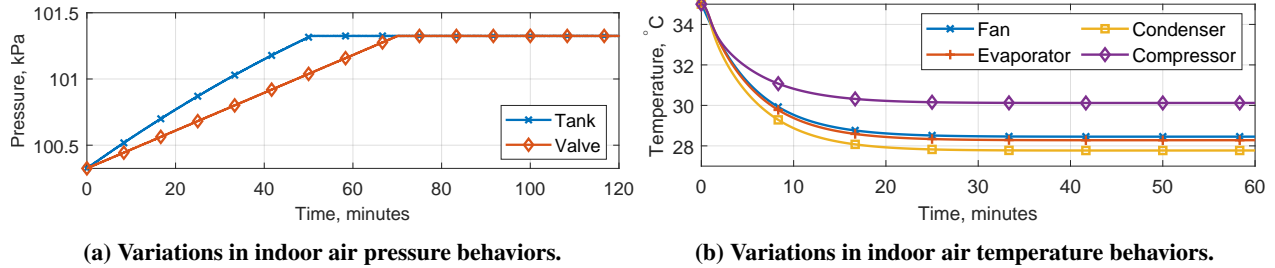 101.5
101
100.5
Pressure, kPa
Tank
Valve
0
20
40
60
80
100
120
Time, minutes
(a) Variations in indoor air pressure behaviors.
34
32
30
28
Temperature, °C
Fan
Condenser
Evaporator
Compressor
0
10
20
30
40
50
60
Time, minutes
(b) Variations in indoor air temperature behaviors.